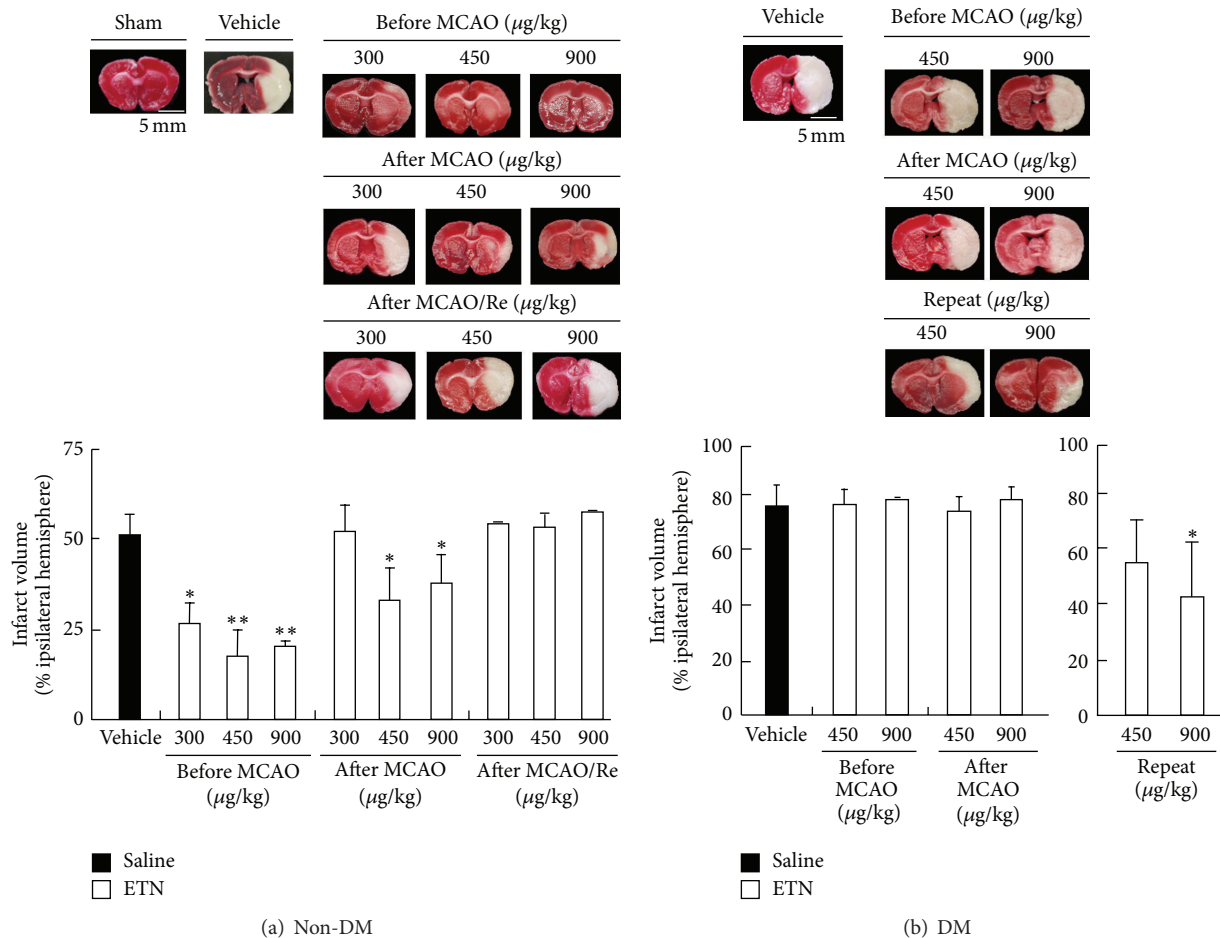 Sham
Vehicle
Before MCAO (μg/kg)
300 450 900
5 mm
After MCAO (μg/kg)
300 450 900
After MCAO/Re (μg/kg)
300 450 900
75
50
25
0
Infarct volume
(% ipsilateral hemisphere)
*
**
**
*
*
Vehicle 300 450 900 300 450 900 300 450 900
Before MCAO After MCAO After MCAO/Re
(μg/kg) (μg/kg) (μg/kg)
Saline
ETN
(a) Non-DM
Vehicle
Before MCAO (μg/kg)
450 900
5 mm
After MCAO (μg/kg)
450 900
Repeat (μg/kg)
450 900
100
80
60
80
40
0
Infarct volume
(% ipsilateral hemisphere)
Vehicle 450 900 450 900
Before After
MCAO MCAO
(μg/kg) (μg/kg)
100
80
60
80
40
0
*
450 900
Repeat
(μg/kg)
Saline
ETN
(b) DM